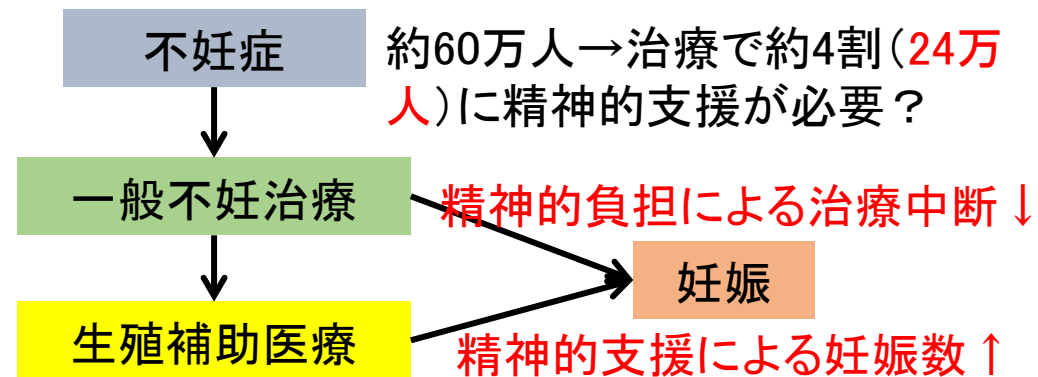 不妊症
約60万人→治療で約4割（24万
人）に精神的支援が必要？
一般不妊治療
精神的負担による治療中断↓
妊娠
生殖補助医療
精神的支援による妊娠数↑